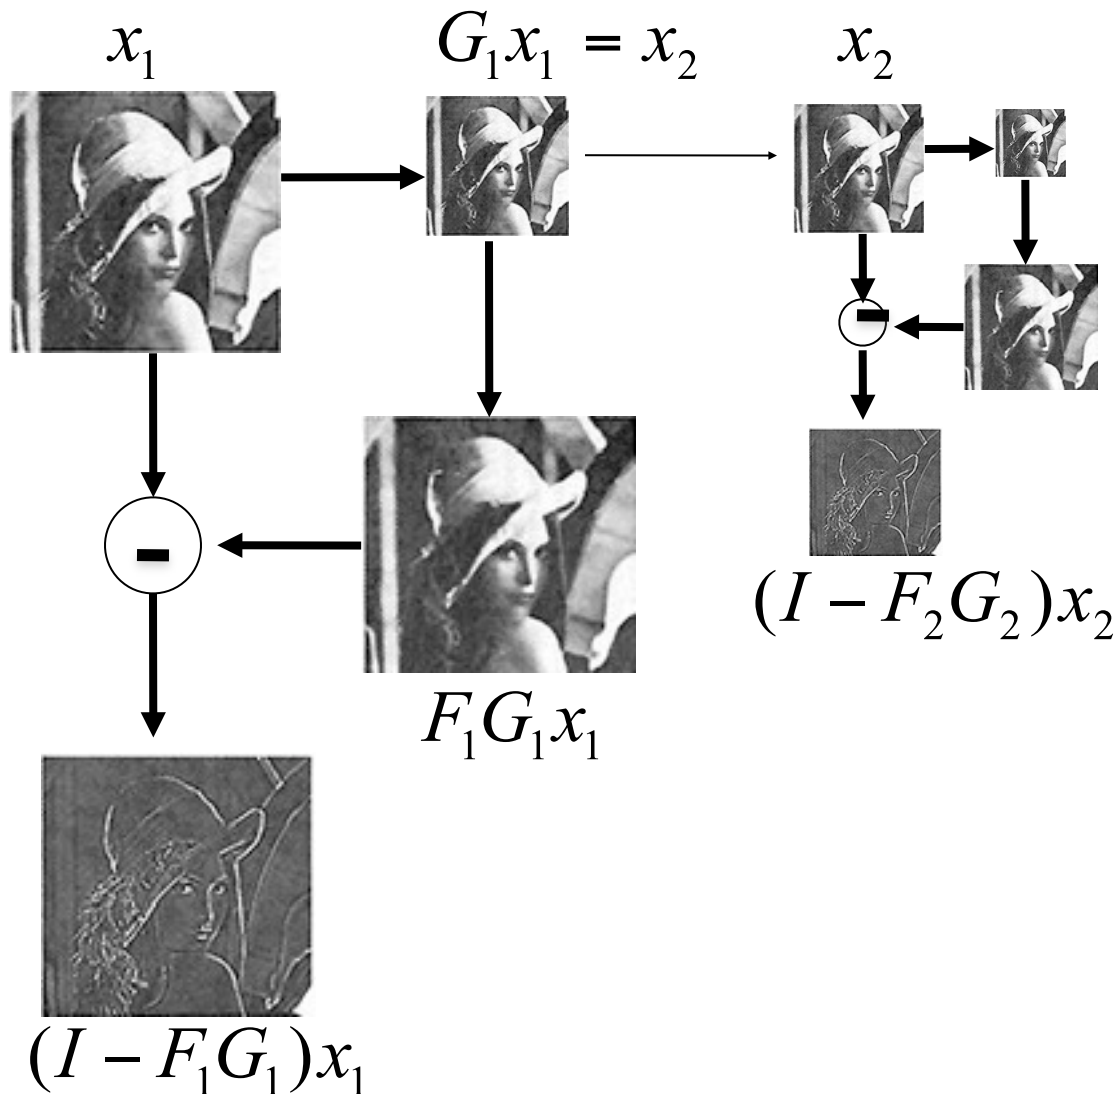 x₁
G₁x₁ = x₂
x₂
(I − F₂G₂)x₂
F₁G₁x₁
(I − F₁G₁)x₁